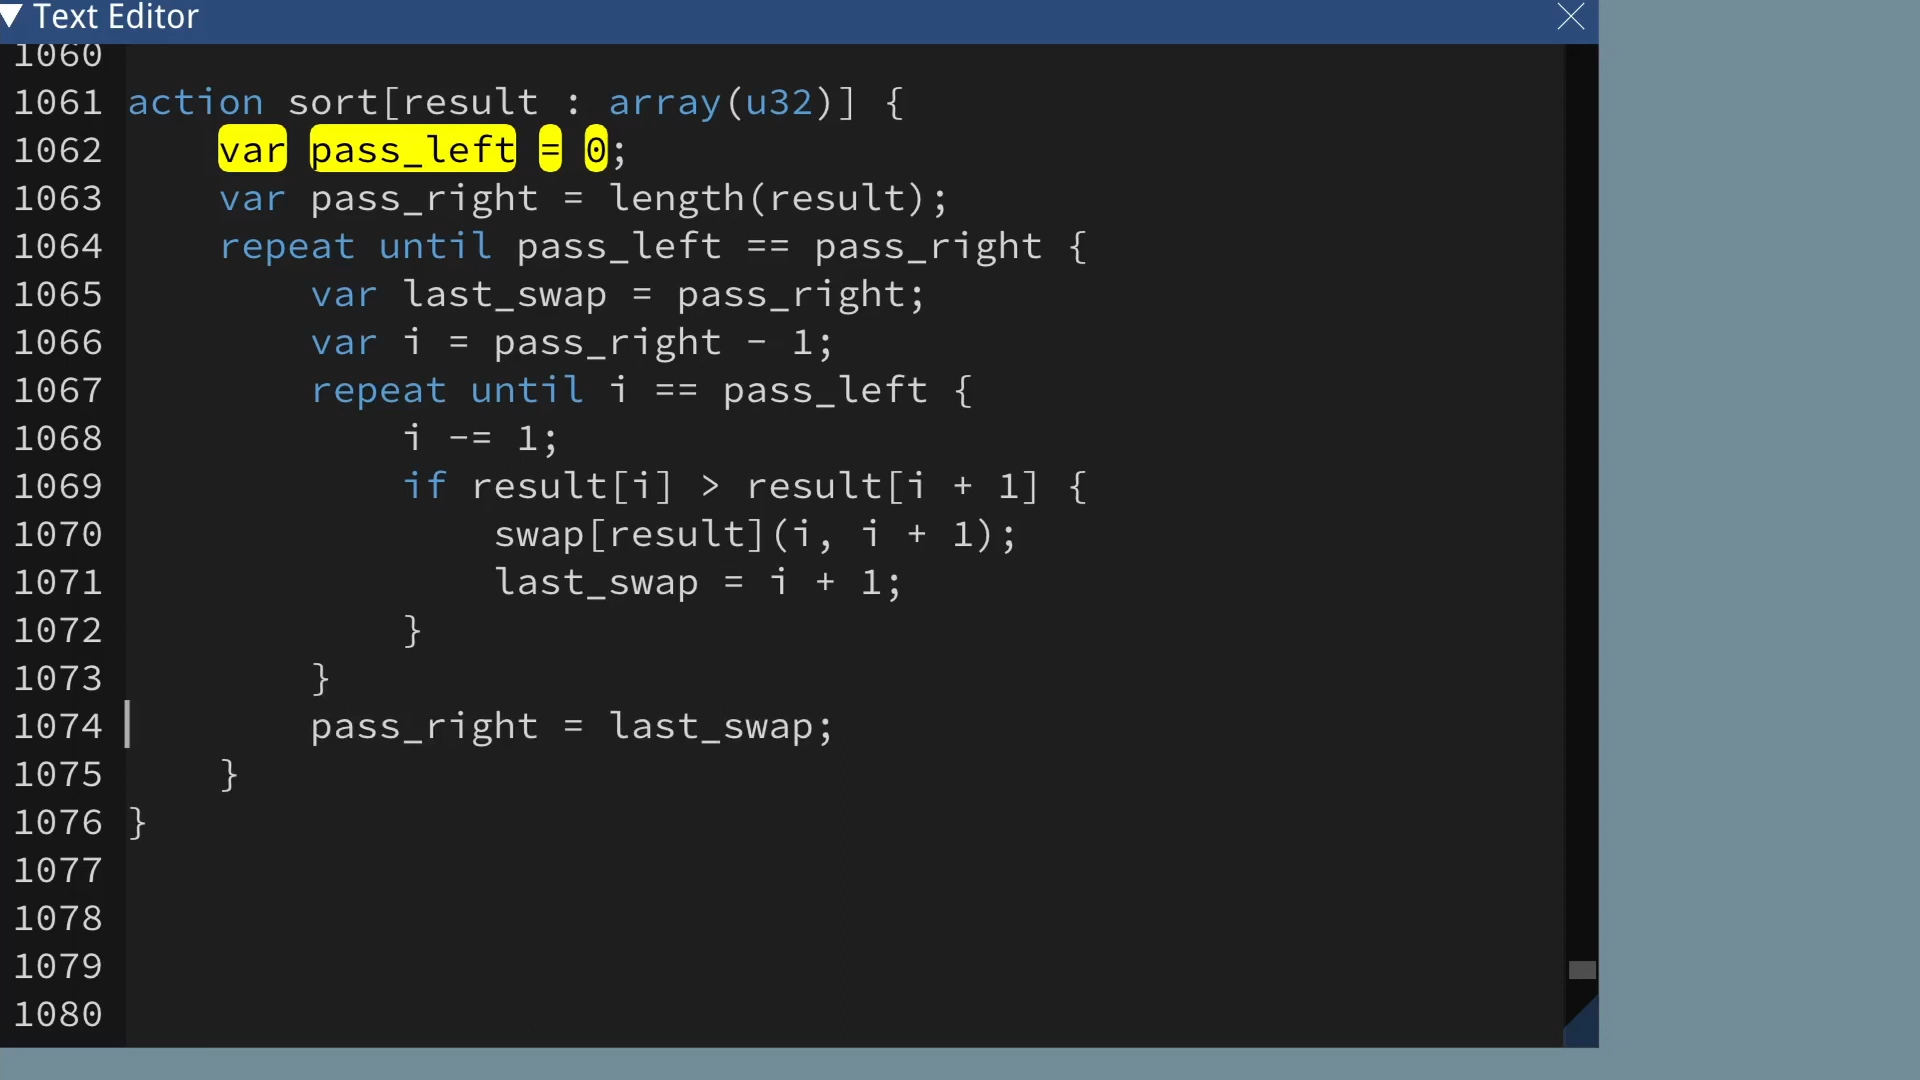 Text Editor
1060
1061 action sort[result : array(u32)] {
1062     var pass_left = 0;
1063     var pass_right = length(result);
1064     repeat until pass_left == pass_right {
1065         var last_swap = pass_right;
1066         var i = pass_right - 1;
1067         repeat until i == pass_left {
1068             i -= 1;
1069             if result[i] > result[i + 1] {
1070                 swap[result](i, i + 1);
1071                 last_swap = i + 1;
1072             }
1073         }
1074         pass_right = last_swap;
1075     }
1076 }
1077
1078
1079
1080